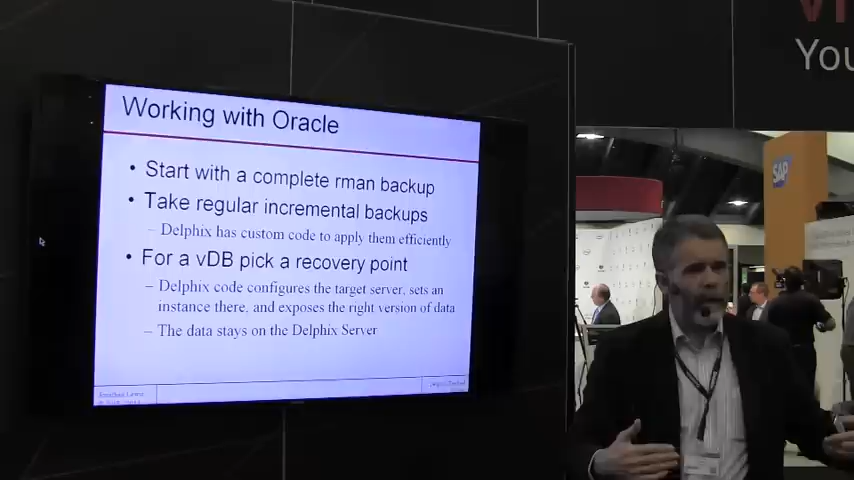 Working with Oracle
• Start with a complete rman backup
• Take regular incremental backups
– Delphix has custom code to apply them efficiently
• For a vDB pick a recovery point
– Delphix code configures the target server, sets an
instance there, and exposes the right version of data
– The data stays on the Delphix Server
Jonathan Lewis
You
SAP